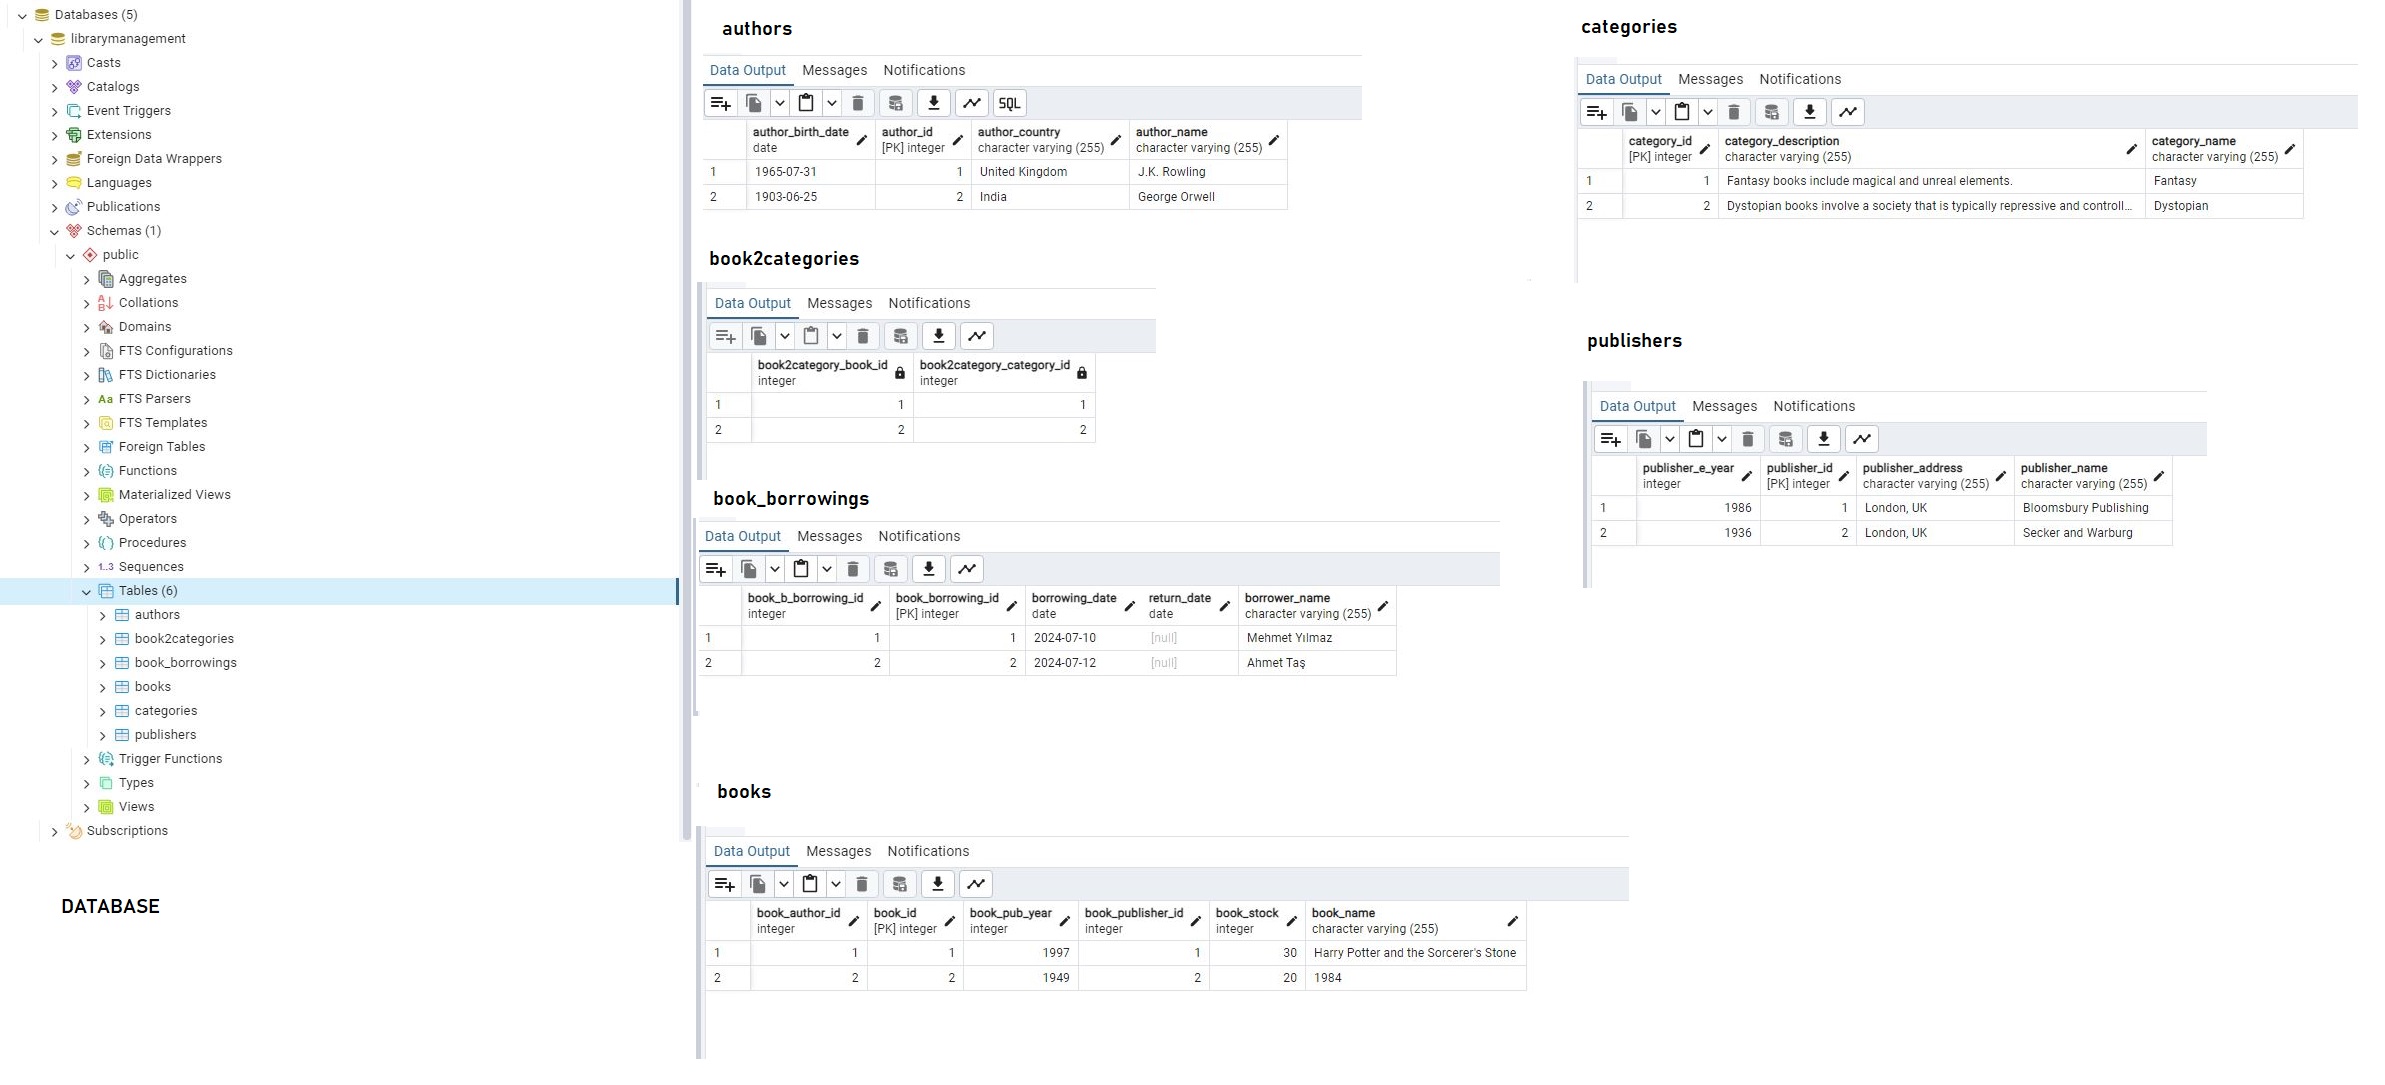 Databases (5)
librarymanagement
Casts
Catalogs
Event Triggers
Extensions
Foreign Data Wrappers
Languages
Publications
Schemas (1)
public
Aggregates
Collations
Domains
FTS Configurations
FTS Dictionaries
Aa FTS Parsers
FTS Templates
Foreign Tables
Functions
Materialized Views
Operators
Procedures
1..3 Sequences
Tables (6)
authors
book2categories
book_borrowings
books
categories
publishers
Trigger Functions
Types
Views
Subscriptions
DATABASE
authors
Data Output Messages Notifications
SQL
author_birth_date author_id author_country author_name
date [PK] integer character varying (255) character varying (255)
1 1965-07-31 1 United Kingdom J.K. Rowling
2 1903-06-25 2 India George Orwell
book2categories
Data Output Messages Notifications
book2category_book_id book2category_category_id
integer integer
1 1 1
2 2 2
book_borrowings
Data Output Messages Notifications
book_b_borrowing_id book_borrowing_id borrowing_date return_date borrower_name
integer [PK] integer date date character varying (255)
1 1 1 2024-07-10 [null] Mehmet Yılmaz
2 2 2 2024-07-12 [null] Ahmet Taş
books
Data Output Messages Notifications
book_author_id book_id book_pub_year book_publisher_id book_stock book_name
integer [PK] integer integer integer integer character varying (255)
1 1 1 1997 1 30 Harry Potter and the Sorcerer's Stone
2 2 2 1949 2 20 1984
categories
Data Output Messages Notifications
category_id category_description category_name
[PK] integer character varying (255) character varying (255)
1 1 Fantasy books include magical and unreal elements. Fantasy
2 2 Dystopian books involve a society that is typically repressive and controll... Dystopian
publishers
Data Output Messages Notifications
publisher_e_year publisher_id publisher_address publisher_name
integer [PK] integer character varying (255) character varying (255)
1 1986 1 London, UK Bloomsbury Publishing
2 1936 2 London, UK Secker and Warburg